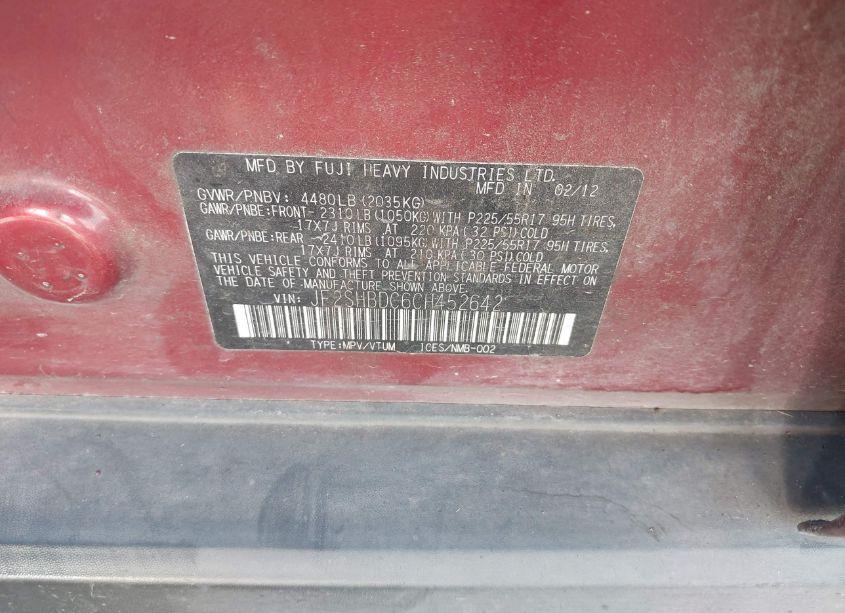 MFD BY FUJI HEAVY INDUSTRIES LTD.
MFD IN 02/12
GVWR/PNBV: 4480LB (2035KG)
GAWR/PNBE:FRONT-2310LB (1050KG) WITH P225/55R17 95H TIRES,
17X7J RIMS AT 220 KPA (32 PSI) COLD
GAWR/PNBE:REAR -2410LB (1095KG) WITH P225/55R17 95H TIRES,
17X7J RIMS AT 210 KPA (30 PSI) COLD
THIS VEHICLE CONFORMS TO ALL APPLICABLE FEDERAL MOTOR
VEHICLE SAFETY AND THEFT PREVENTION STANDARDS IN EFFECT ON
THE DATE OF MANUFACTURE SHOWN ABOVE.
VIN: JF2SHBDC6CH452642
TYPE:MPV/VTUM ICES/NMB-002